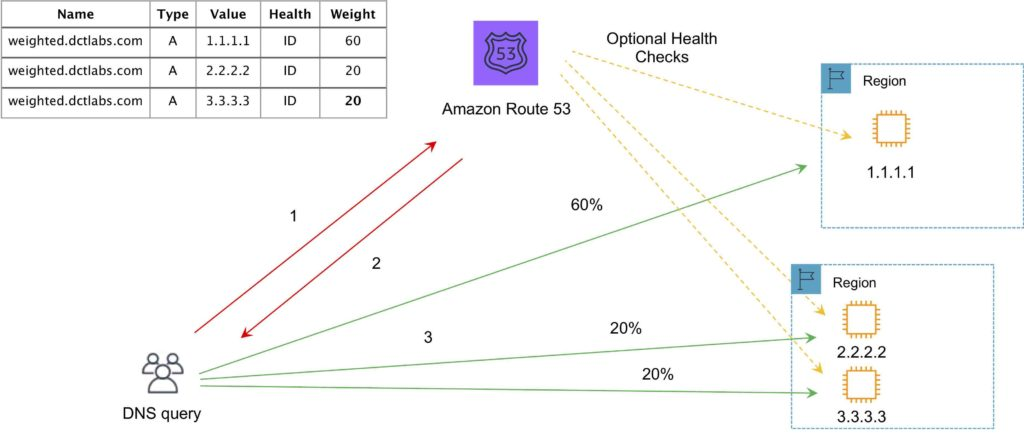 Name Type Value Health Weight
weighted.dctlabs.com A 1.1.1.1 ID 60
weighted.dctlabs.com A 2.2.2.2 ID 20
weighted.dctlabs.com A 3.3.3.3 ID 20
53
Amazon Route 53
Optional Health
Checks
Region
1.1.1.1
1
60%
2
Region
3
20%
2.2.2.2
20%
3.3.3.3
DNS query